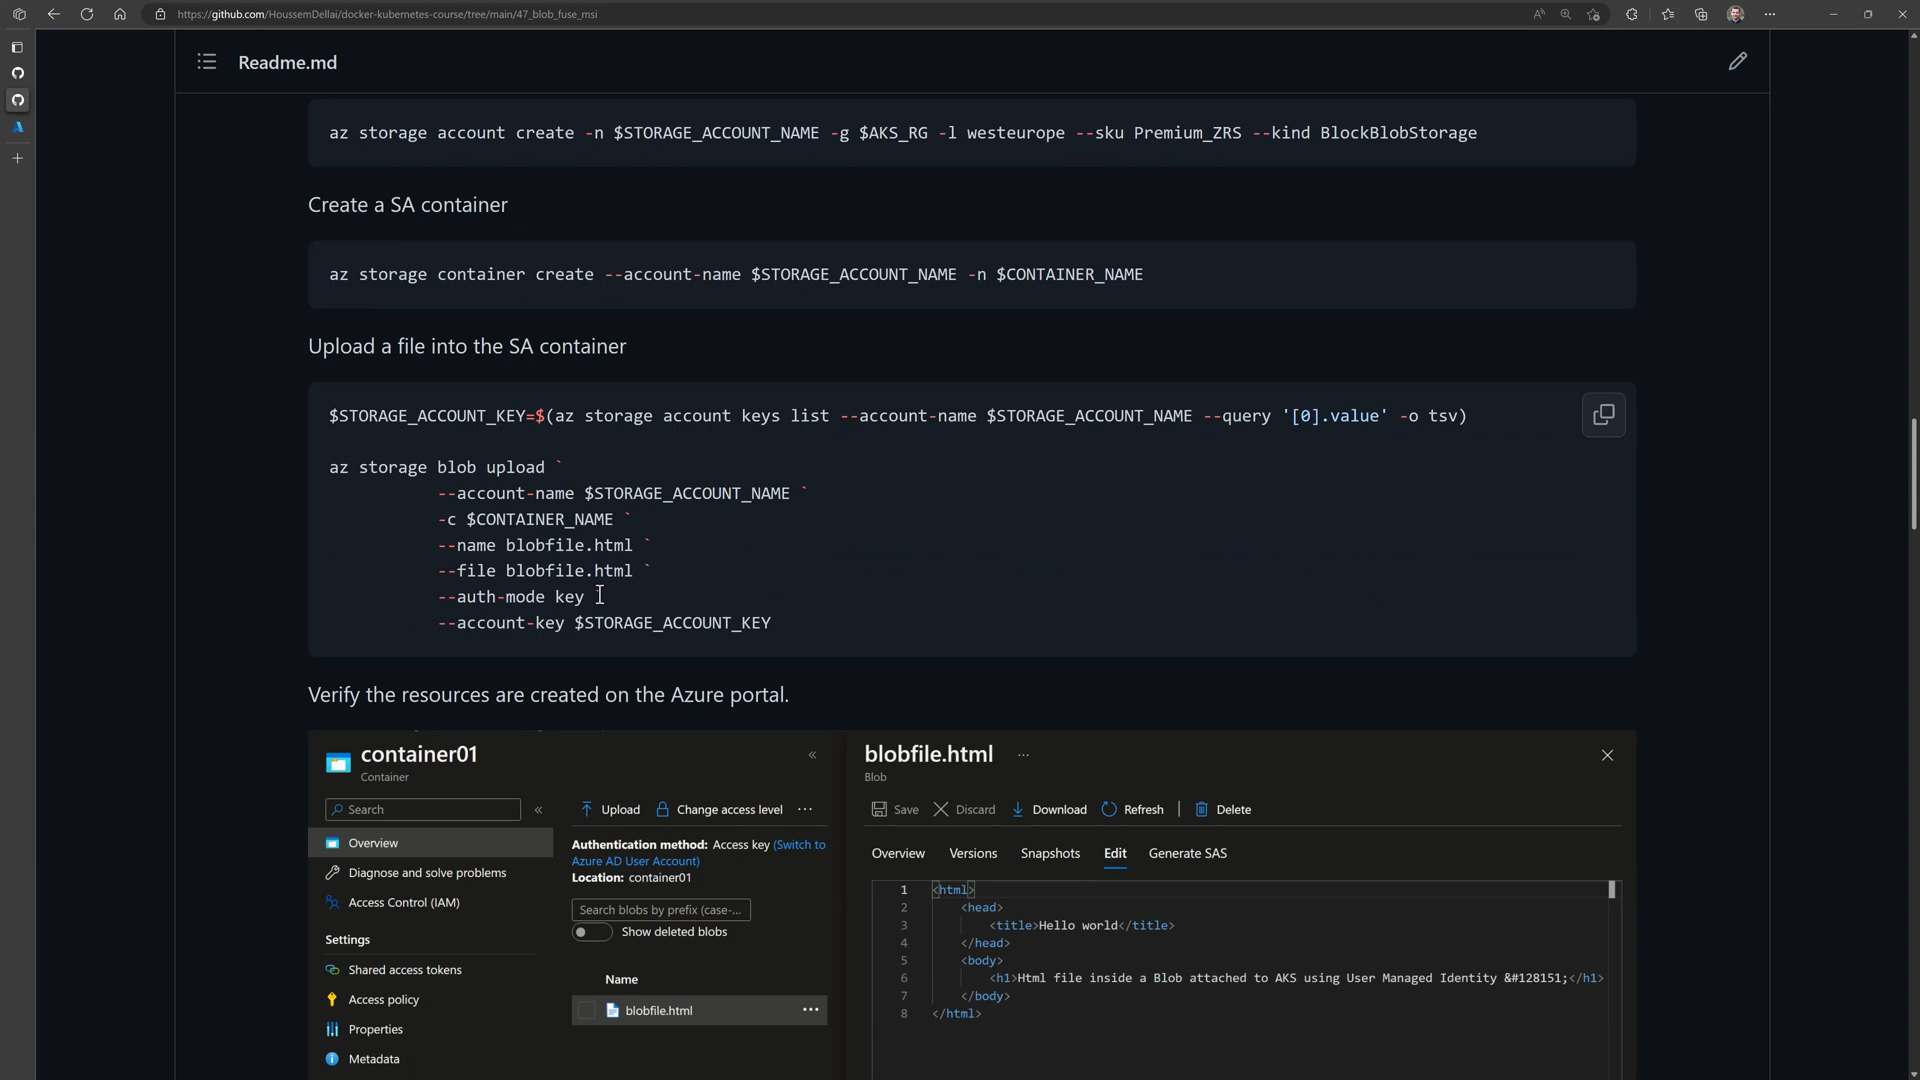 https://github.com/HoussemDellai/docker-kubernetes-course/tree/main/47_blob_fuse_msi
Readme.md
az storage account create -n $STORAGE_ACCOUNT_NAME -g $AKS_RG -l westeurope --sku Premium_ZRS --kind BlockBlobStorage
Create a SA container
az storage container create --account-name $STORAGE_ACCOUNT_NAME -n $CONTAINER_NAME
Upload a file into the SA container
$STORAGE_ACCOUNT_KEY=$(az storage account keys list --account-name $STORAGE_ACCOUNT_NAME --query '[0].value' -o tsv)
az storage blob upload `
--account-name $STORAGE_ACCOUNT_NAME `
-c $CONTAINER_NAME `
--name blobfile.html `
--file blobfile.html `
--auth-mode key `
--account-key $STORAGE_ACCOUNT_KEY
Verify the resources are created on the Azure portal.
container01
Container
Search
Overview
Diagnose and solve problems
Access Control (IAM)
Settings
Shared access tokens
Access policy
Properties
Metadata
Upload Change access level ...
Authentication method: Access key (Switch to
Azure AD User Account)
Location: container01
Search blobs by prefix (case-...
Show deleted blobs
Name
blobfile.html ...
blobfile.html ...
Blob
Save Discard Download Refresh Delete
Overview Versions Snapshots Edit Generate SAS
1 <html>
2 <head>
3 <title>Hello world</title>
4 </head>
5 <body>
6 <h1>Html file inside a Blob attached to AKS using User Managed Identity &#128151;</h1>
7 </body>
8 </html>